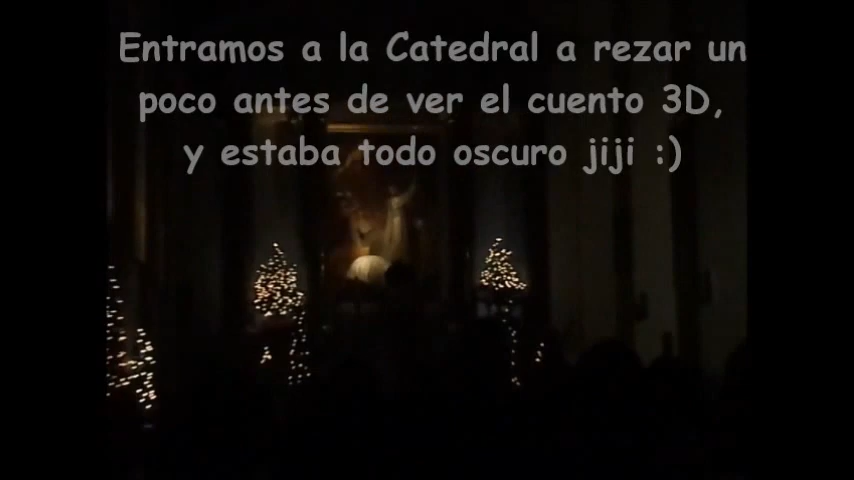 Entramos a la Catedral a rezar un
poco antes de ver el cuento 3D,
y estaba todo oscuro jiji :)